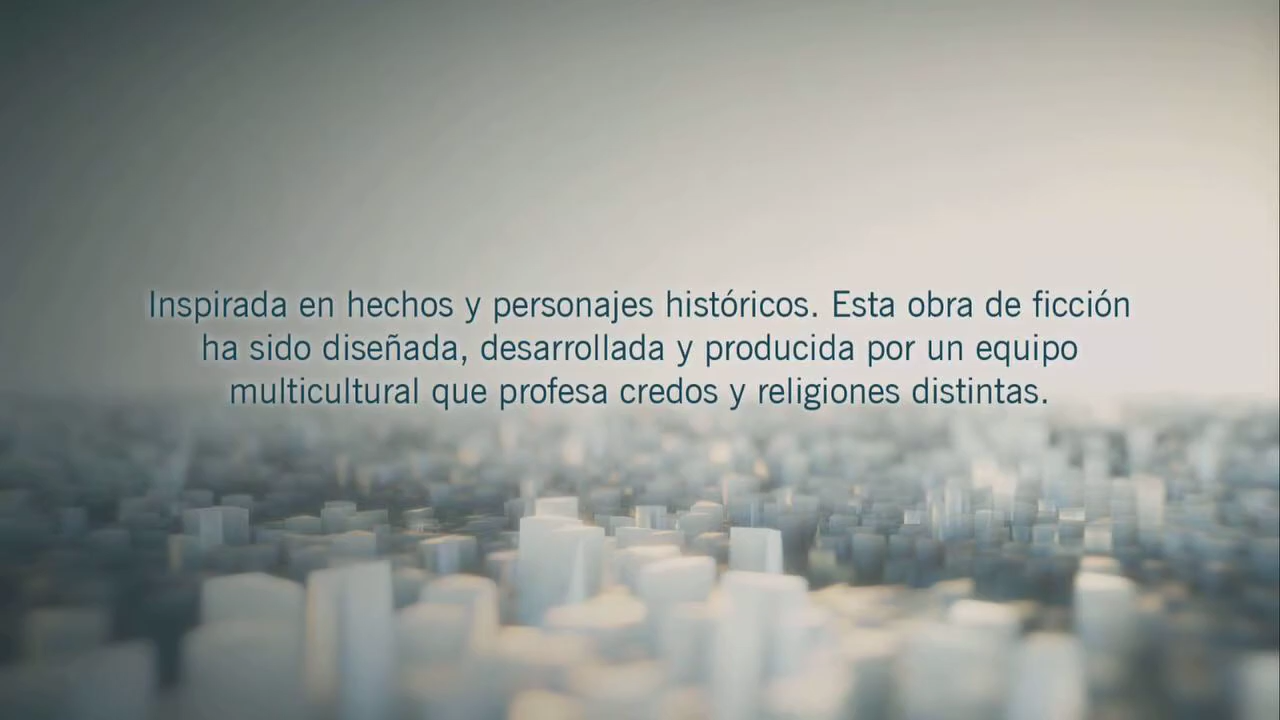 Inspirada en hechos y personajes históricos. Esta obra de ficción
ha sido diseñada, desarrollada y producida por un equipo
multicultural que profesa credos y religiones distintas.